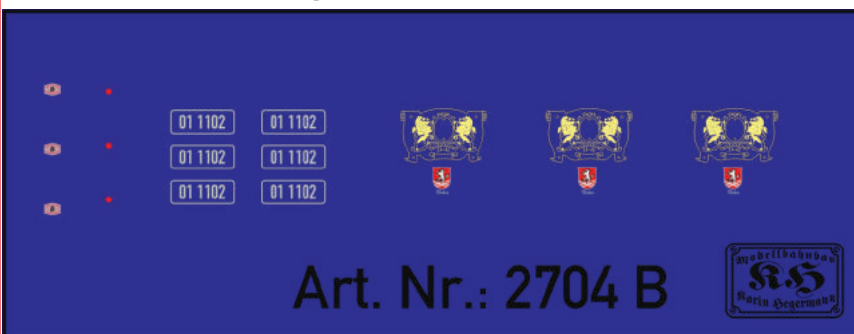 01 1102 01 1102
01 1102 01 1102
01 1102 01 1102
Art. Nr.: 2704 B
Modellbahnbau
KH
Karin Hegermann